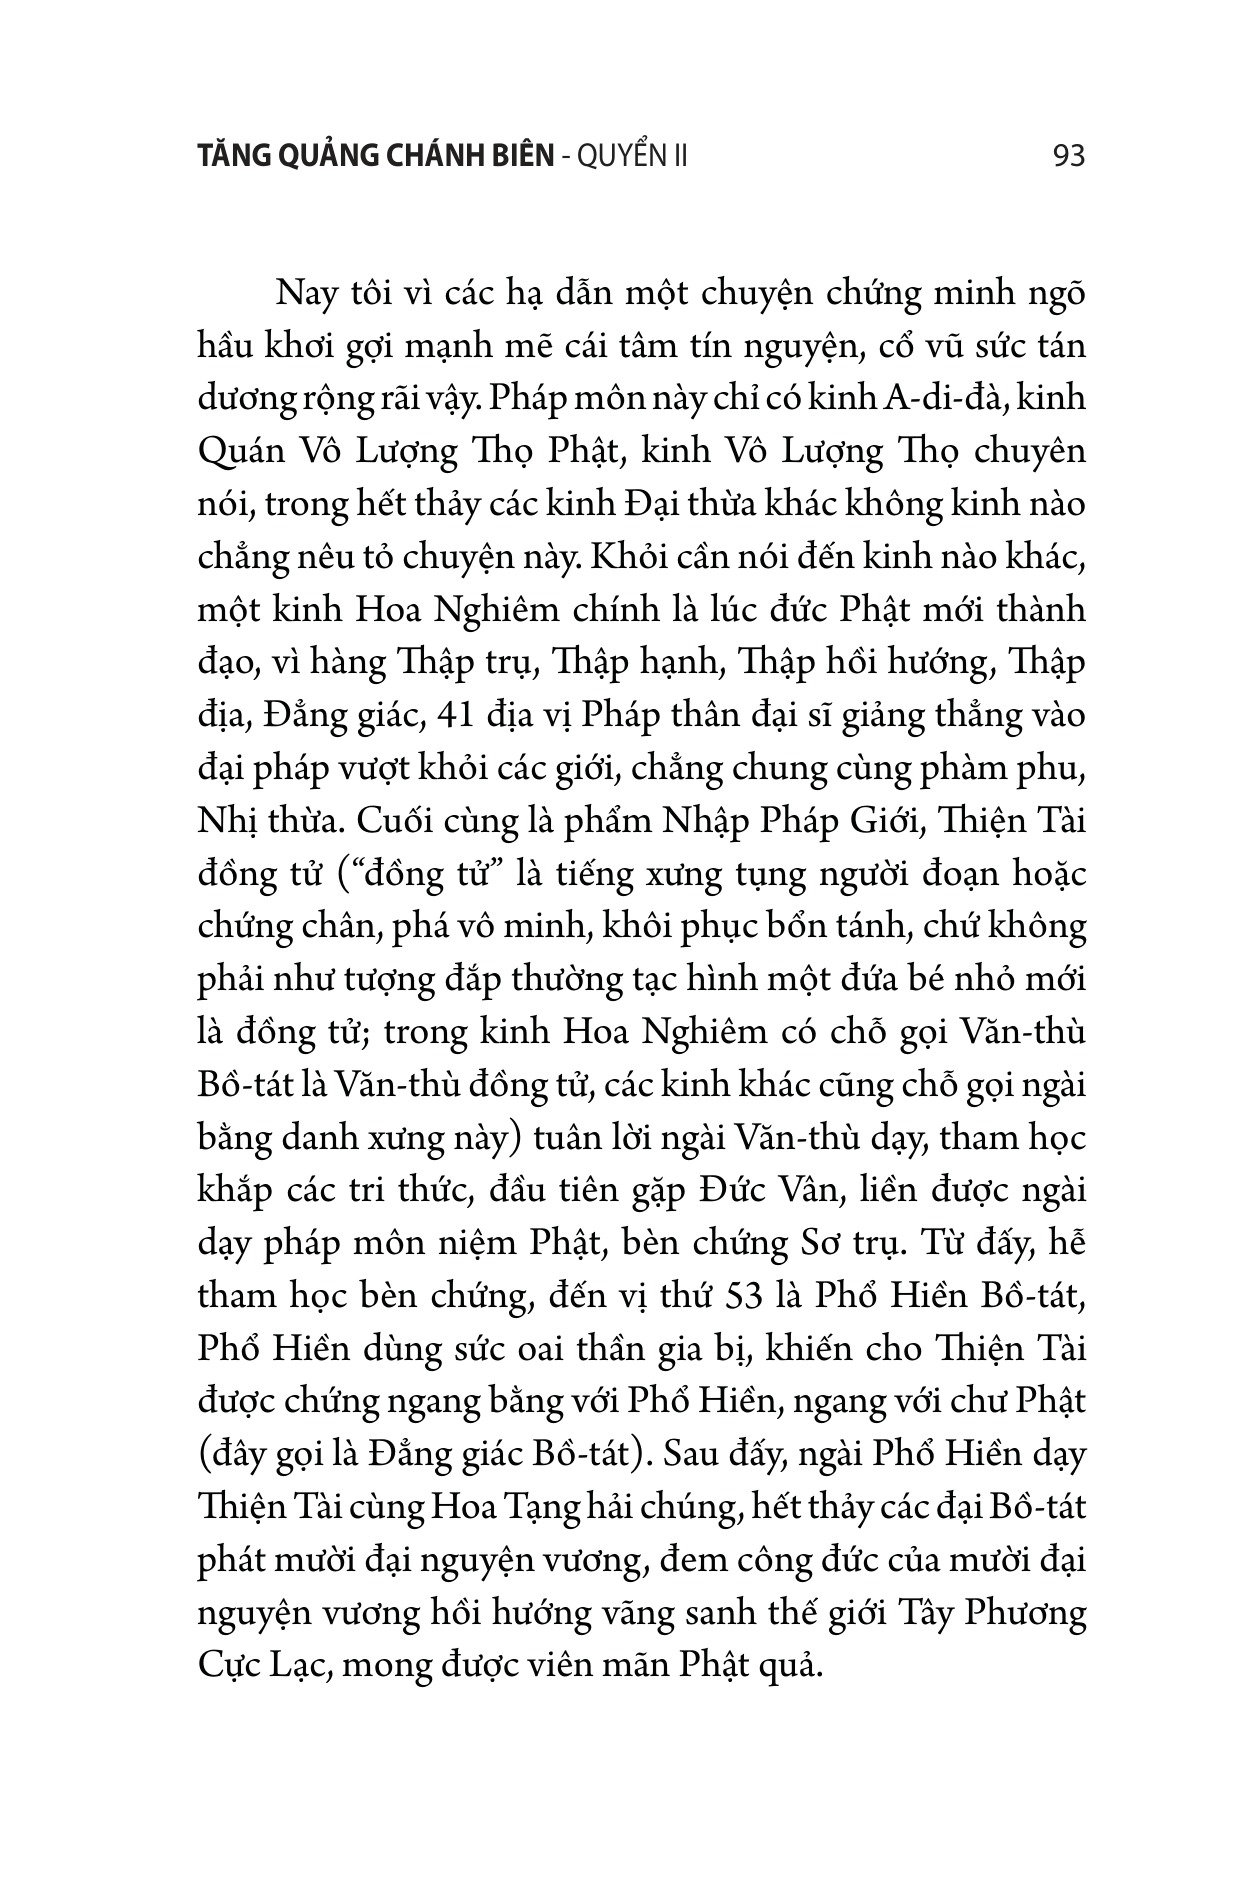 TĂNG QUẢNG CHÁNH BIÊN - QUYỂN II 93
Nay tôi vì các hạ dẫn một chuyện chứng minh ngõ
hầu khơi gợi mạnh mẽ cái tâm tín nguyện, cổ vũ sức tán
dương rộng rãi vậy. Pháp môn này chỉ có kinh A-di-đà, kinh
Quán Vô Lượng Thọ Phật, kinh Vô Lượng Thọ chuyên
nói, trong hết thảy các kinh Đại thừa khác không kinh nào
chẳng nêu tỏ chuyện này. Khỏi cần nói đến kinh nào khác,
một kinh Hoa Nghiêm chính là lúc đức Phật mới thành
đạo, vì hàng Thập trụ, Thập hạnh, Thập hồi hướng, Thập
địa, Đẳng giác, 41 địa vị Pháp thân đại sĩ giảng thẳng vào
đại pháp vượt khỏi các giới, chẳng chung cùng phàm phu,
Nhị thừa. Cuối cùng là phẩm Nhập Pháp Giới, Thiện Tài
đồng tử (“đồng tử” là tiếng xưng tụng người đoạn hoặc
chứng chân, phá vô minh, khôi phục bổn tánh, chứ không
phải như tượng đắp thường tạc hình một đứa bé nhỏ mới
là đồng tử; trong kinh Hoa Nghiêm có chỗ gọi Văn-thù
Bồ-tát là Văn-thù đồng tử, các kinh khác cũng chỗ gọi ngài
bằng danh xưng này) tuân lời ngài Văn-thù dạy, tham học
khắp các tri thức, đầu tiên gặp Đức Vân, liền được ngài
dạy pháp môn niệm Phật, bèn chứng Sơ trụ. Từ đấy, hễ
tham học bèn chứng, đến vị thứ 53 là Phổ Hiền Bồ-tát,
Phổ Hiền dùng sức oai thần gia bị, khiến cho Thiện Tài
được chứng ngang bằng với Phổ Hiền, ngang với chư Phật
(đây gọi là Đẳng giác Bồ-tát). Sau đấy, ngài Phổ Hiền dạy
Thiện Tài cùng Hoa Tạng hải chúng, hết thảy các đại Bồ-tát
phát mười đại nguyện vương, đem công đức của mười đại
nguyện vương hồi hướng vãng sanh thế giới Tây Phương
Cực Lạc, mong được viên mãn Phật quả.